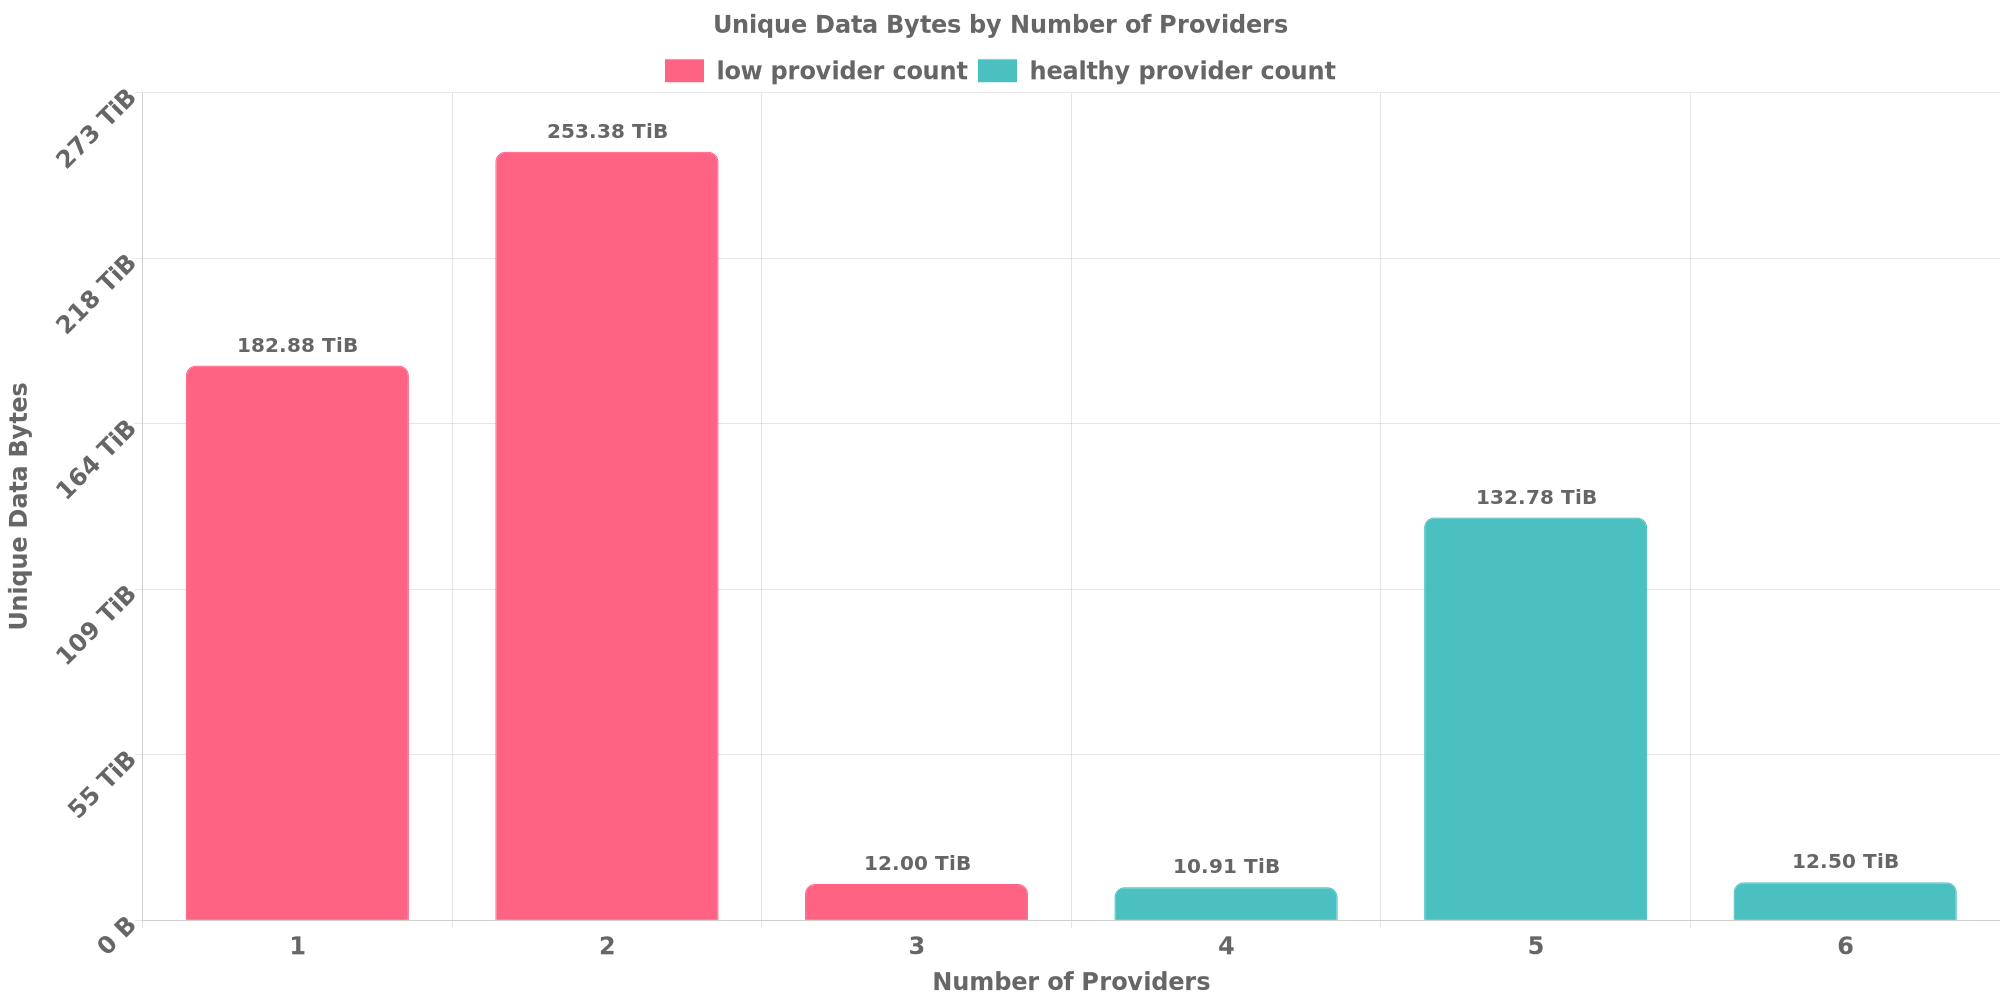 Unique Data Bytes by Number of Providers
low provider count healthy provider count
273 TiB
218 TiB
164 TiB
109 TiB
55 TiB
0 B
Unique Data Bytes
182.88 TiB
253.38 TiB
12.00 TiB
10.91 TiB
132.78 TiB
12.50 TiB
1 2 3 4 5 6
Number of Providers